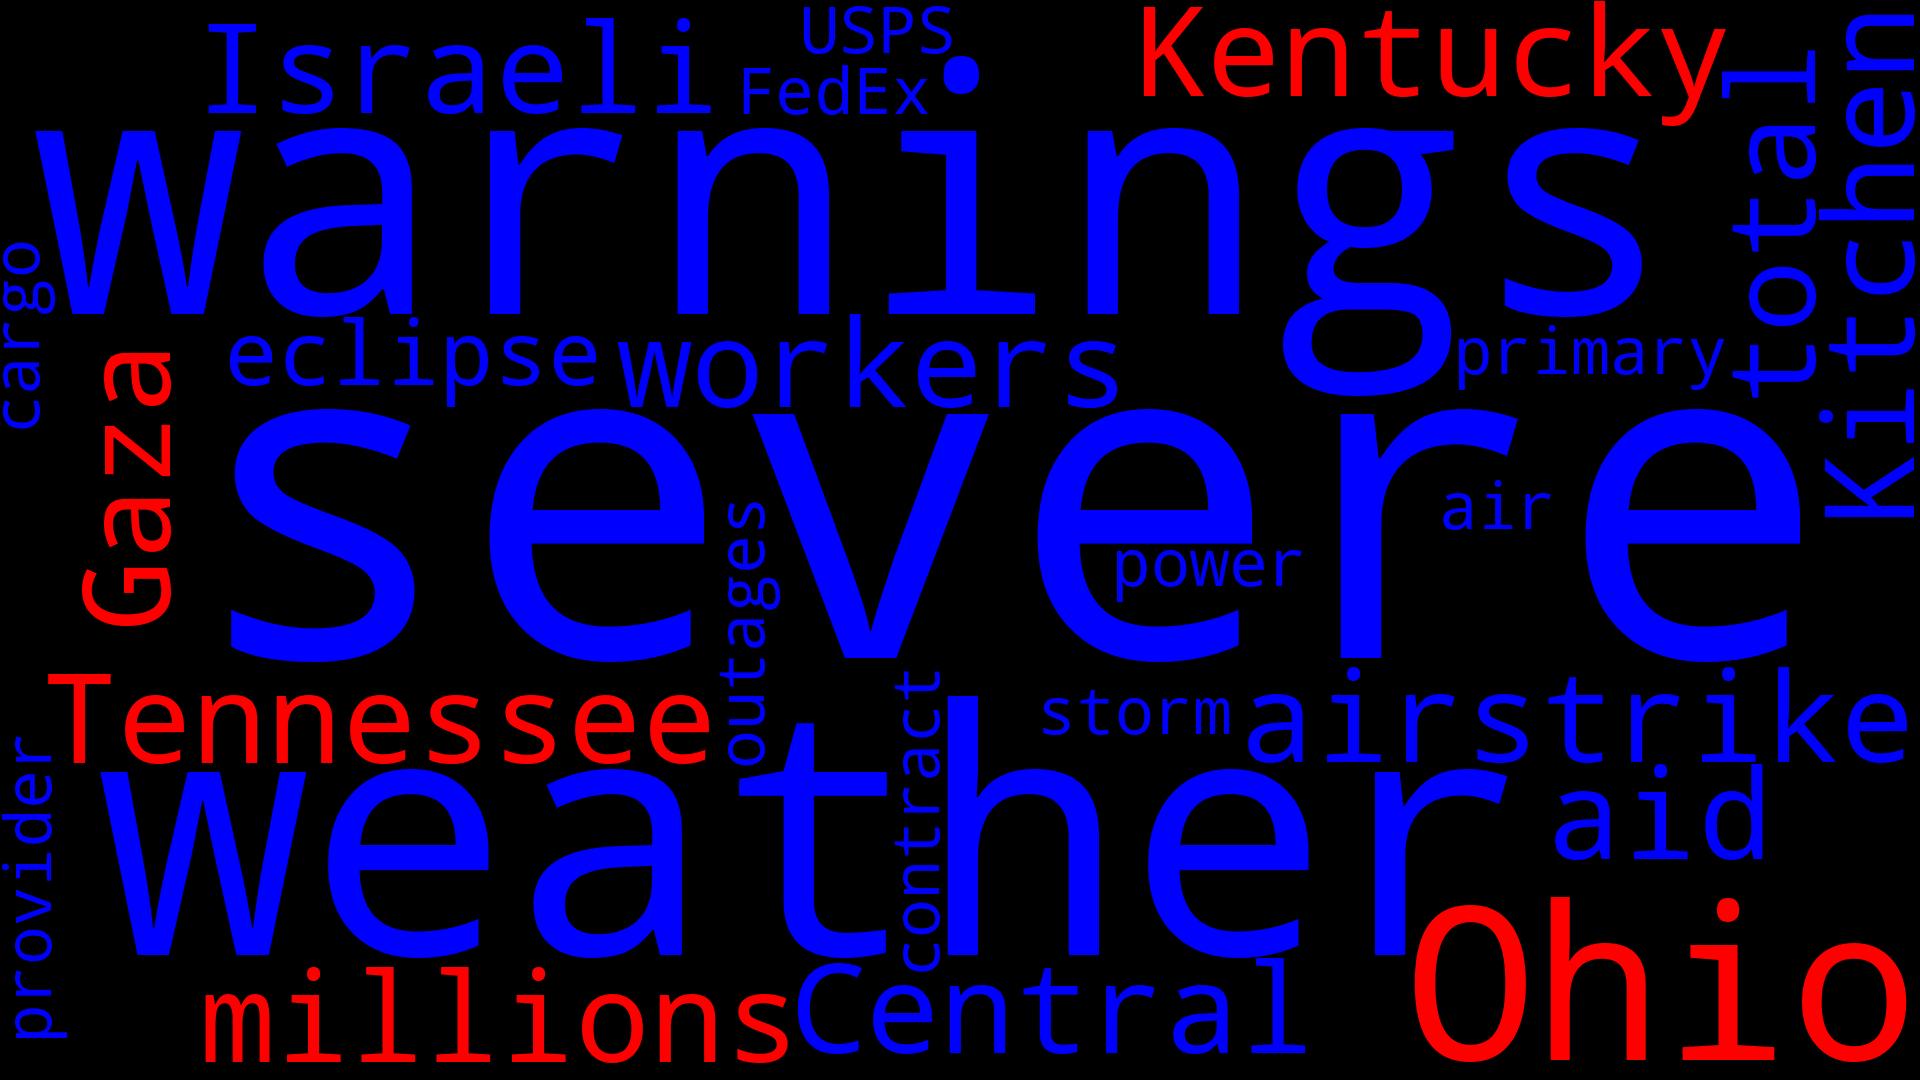 USPS
Israeli
Kentucky
FedEx
total
Kitchen
warnings
cargo
eclipse
workers
primary
Gaza
severe
air
power
outages
Tennessee
contract
storm
airstrike
weather
aid
provider
millions
Central
Ohio